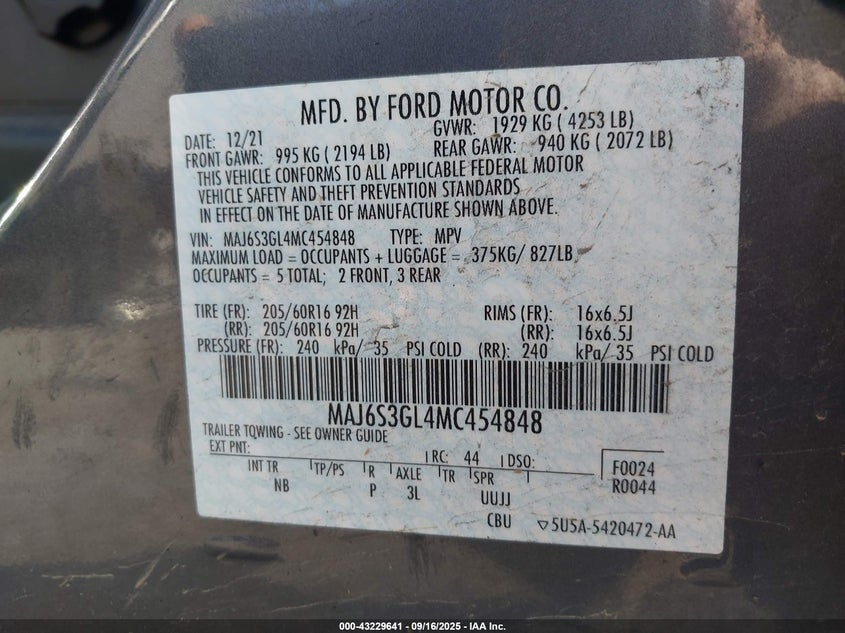 MFD. BY FORD MOTOR CO.
DATE: 12/21 GVWR: 1929 KG ( 4253 LB)
FRONT GAWR: 995 KG ( 2194 LB) REAR GAWR: 940 KG ( 2072 LB)
THIS VEHICLE CONFORMS TO ALL APPLICABLE FEDERAL MOTOR
VEHICLE SAFETY AND THEFT PREVENTION STANDARDS
IN EFFECT ON THE DATE OF MANUFACTURE SHOWN ABOVE.
VIN: MAJ6S3GL4MC454848 TYPE: MPV
MAXIMUM LOAD = OCCUPANTS + LUGGAGE = 375KG/ 827LB
OCCUPANTS = 5 TOTAL; 2 FRONT, 3 REAR
TIRE (FR): 205/60R16 92H RIMS (FR): 16x6.5J
(RR): 205/60R16 92H (RR): 16x6.5J
PRESSURE (FR): 240 kPa/ 35 PSI COLD (RR): 240 kPa/ 35 PSI COLD
MAJ6S3GL4MC454848
TRAILER TOWING - SEE OWNER GUIDE
EXT PNT: RC: 44 DSO: F0024
INT TR TP/PS R AXLE TR SPR R0044
NB P 3L UUJJ
CBU ▽5U5A-5420472-AA
000-43229641 - 09/16/2025 - IAA Inc.